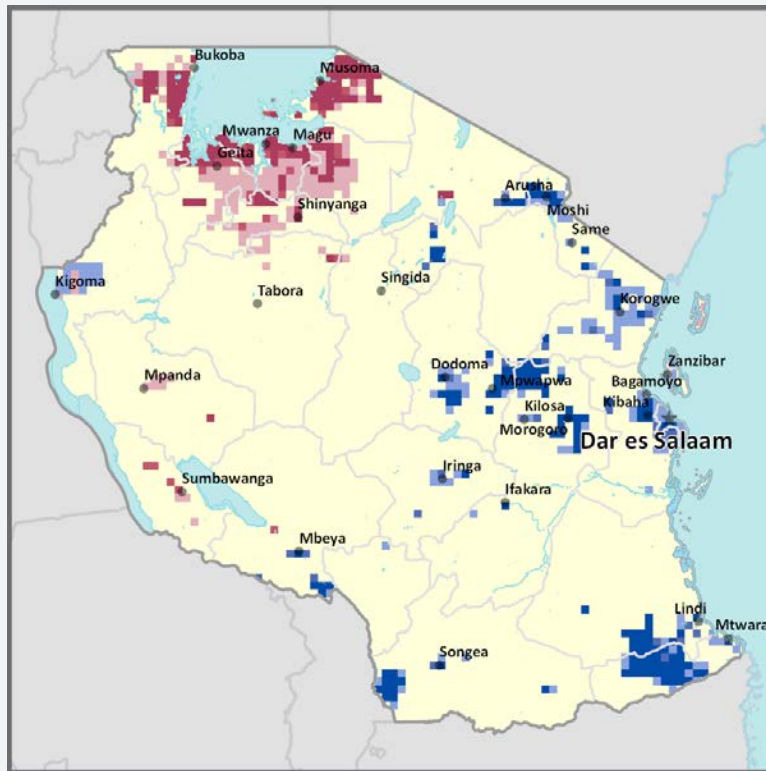 Bukoba
Musoma
Mwanza
Magu
Geita
Shinyanga
Arusha
Moshi
Same
Kigoma
Tabora
Singida
Korogwe
Mpanda
Dodoma
Mpwapwa
Zanzibar
Bagamoyo
Kibaha
Kilosa
Morogoro
Dar es Salaam
Sumbawanga
Iringa
Ifakara
Mbeya
Lindi
Mtwara
Songea